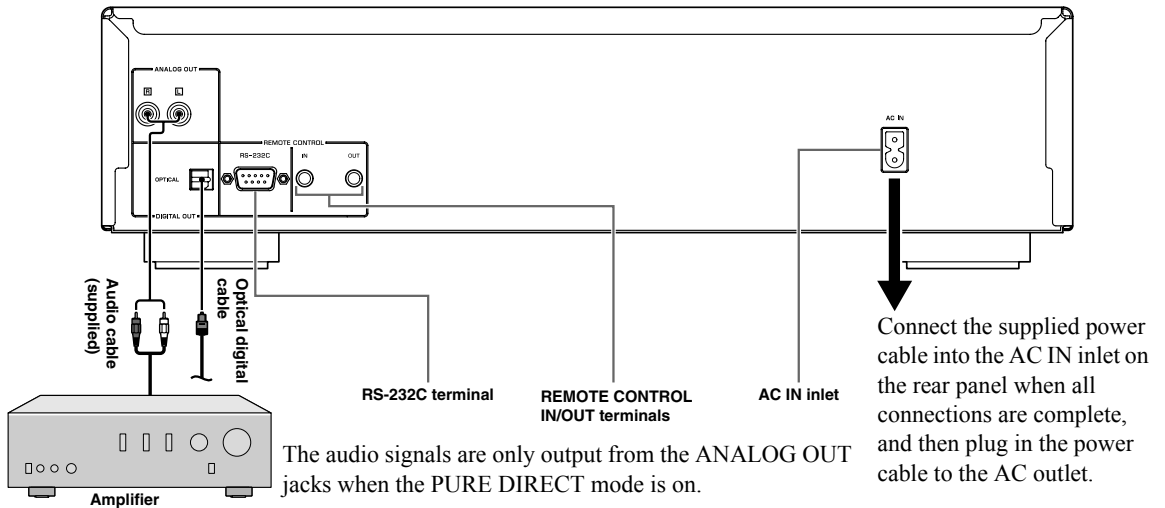 ANALOG OUT
R L
REMOTE CONTROL
RS-232C IN OUT
OPTICAL
DIGITAL OUT
AC IN
Audio cable
(supplied)
Optical digital
cable
RS-232C terminal
REMOTE CONTROL
IN/OUT terminals
AC IN inlet
Connect the supplied power
cable into the AC IN inlet on
the rear panel when all
connections are complete,
and then plug in the power
cable to the AC outlet.
The audio signals are only output from the ANALOG OUT
jacks when the PURE DIRECT mode is on.
Amplifier